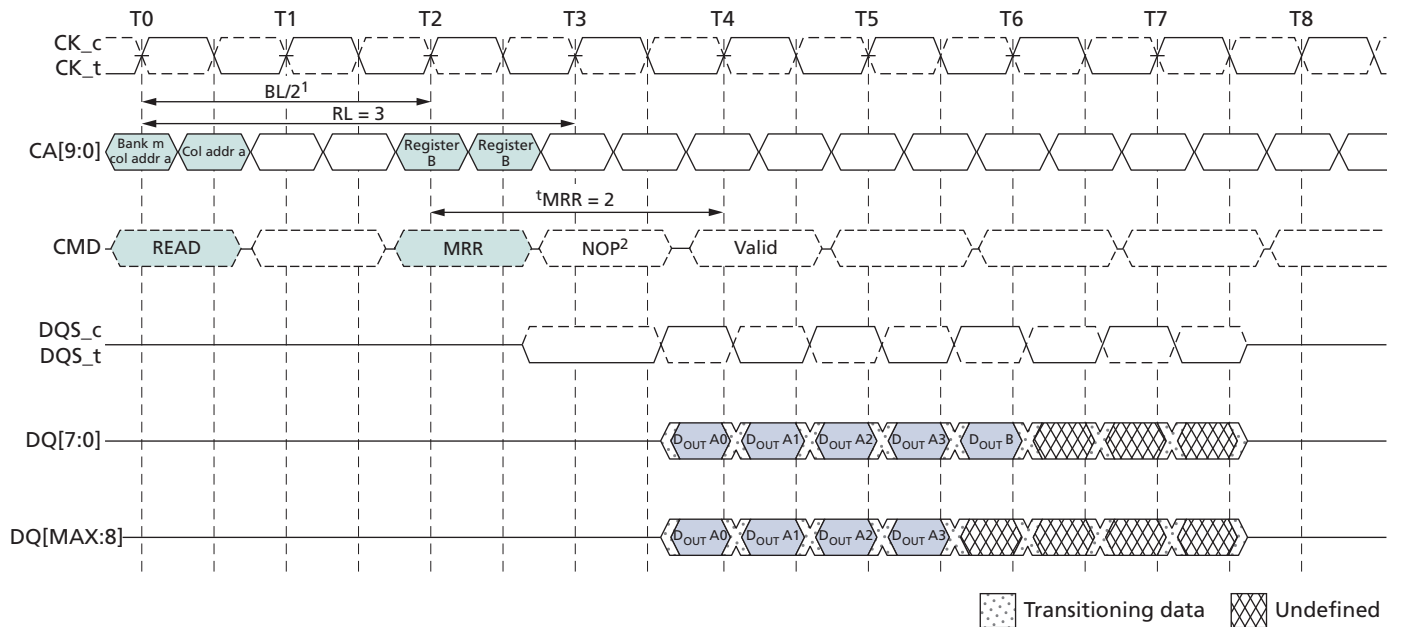 T0 T1 T2 T3 T4 T5 T6 T7 T8
CK_c
CK_t
BL/2¹
RL = 3
CA[9:0] Bank m col addr a Col addr a Register B Register B
ᵗMRR = 2
CMD READ MRR NOP² Valid
DQS_c
DQS_t
DQ[7:0] DOUT A0 DOUT A1 DOUT A2 DOUT A3 DOUT B
DQ[MAX:8] DOUT A0 DOUT A1 DOUT A2 DOUT A3
Transitioning data Undefined